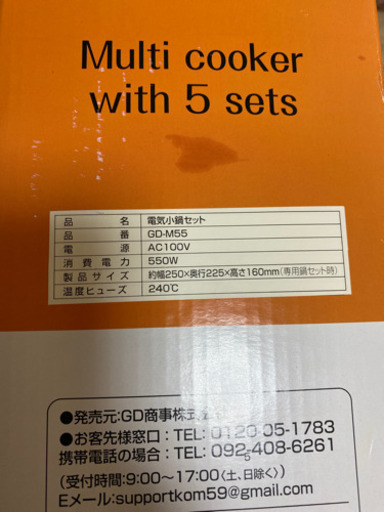 Multi cooker
with 5 sets
品名 電気小鍋セット
品番 GD-M55
電源 AC100V
消費電力 550W
製品サイズ 約幅250×奥行225×高さ160mm(専用鍋セット時)
温度ヒューズ 240℃
●発売元:GD商事株式会社
●お客様窓口:TEL: 0120-05-1783
携帯電話の場合:TEL: 092-408-6261
(受付時間:9:00〜17:00〈土、日除く〉)
Eメール:supportkom59@gmail.com